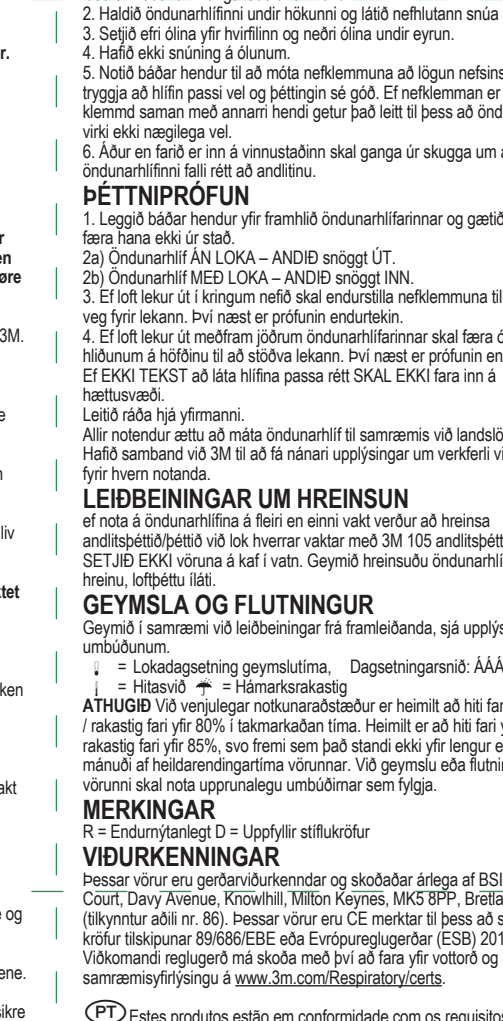 2. Haldið öndunarhlífinni undir hökunni og látið nefhlutann snúa
3. Setjið efri ólina yfir hvirfilinn og neðri ólina undir eyrun.
r.
4. Hafið ekki snúning á ólunum.
5. Notið báðar hendur til að móta nefklemmuna að lögun nefsins
tryggja að hlífin passi vel og þéttingin sé góð. Ef nefklemman er
klemmd saman með annarri hendi getur það leitt til þess að önd
virki ekki nægilega vel.
6. Áður en farið er inn á vinnustaðinn skal ganga úr skugga um
öndunarhlífinni falli rétt að andlitinu.
ÞÉTTNIPRÓFUN
1. Leggið báðar hendur yfir framhlið öndunarhlífarinnar og gætið
r
færa hana ekki úr stað.
en
2a) Öndunarhlíf ÁN LOKA – ANDIÐ snöggt ÚT.
øre
2b) Öndunarhlíf MEÐ LOKA – ANDIÐ snöggt INN.
3. Ef loft lekur út í kringum nefið skal endurstilla nefklemmuna til
veg fyrir lekann. Því næst er prófunin endurtekin.
3M.
4. Ef loft lekur út meðfram jöðrum öndunarhlífarinnar skal færa ó
hliðunum á höfðinu til að stöðva lekann. Því næst er prófunin en
Ef EKKI TEKST að láta hlífina passa rétt SKAL EKKI fara inn á
hættusvæði.
e
Leitið ráða hjá yfirmanni.
Allir notendur ættu að máta öndunarhlíf til samræmis við landslö
Hafið samband við 3M til að fá nánari upplýsingar um verkferli vi
n
fyrir hvern notanda.
LEIÐBEININGAR UM HREINSUN
ef nota á öndunarhlífina á fleiri en einni vakt verður að hreinsa
liv
andlitsþéttið/þéttið við lok hverrar vaktar með 3M 105 andlitsþétt
SETJIÐ EKKI vöruna á kaf í vatn. Geymið hreinsuðu öndunarhlí
hreinu, loftþéttu íláti.
tet
GEYMSLA OG FLUTNINGUR
Geymið í samræmi við leiðbeiningar frá framleiðanda, sjá upplýs
umbúðunum.
= Lokadagsetning geymslutíma, Dagsetningarsnið: ÁÁÁ
ken
= Hitasvið = Hámarksrakastig
ATHUGIÐ Við venjulegar notkunaraðstæður er heimilt að hiti far
/ rakastig fari yfir 80% í takmarkaðan tíma. Heimilt er að hiti fari
rakastig fari yfir 85%, svo fremi sem það standi ekki yfir lengur e
mánuði af heildarendingartíma vörunnar. Við geymslu eða flutni
akt
vörunni skal nota upprunalegu umbúðirnar sem fylgja.
MERKINGAR
R = Endurnýtanlegt D = Uppfyllir stíflukröfur
VIÐURKENNINGAR
Þessar vörur eru gerðarviðurkenndar og skoðaðar árlega af BSI
Court, Davy Avenue, Knowlhill, Milton Keynes, MK5 8PP, Bretla
e og
(tilkynntur aðili nr. 86). Þessar vörur eru CE merktar til þess að s
kröfur tilskipunar 89/686/EBE eða Evrópureglugerðar (ESB) 201
Viðkomandi reglugerð má skoða með því að fara yfir vottorð og
ene.
samræmisyfirlýsingu á www.3m.com/Respiratory/certs.
sikre
PT Estes produtos estão em conformidade com os requisitos